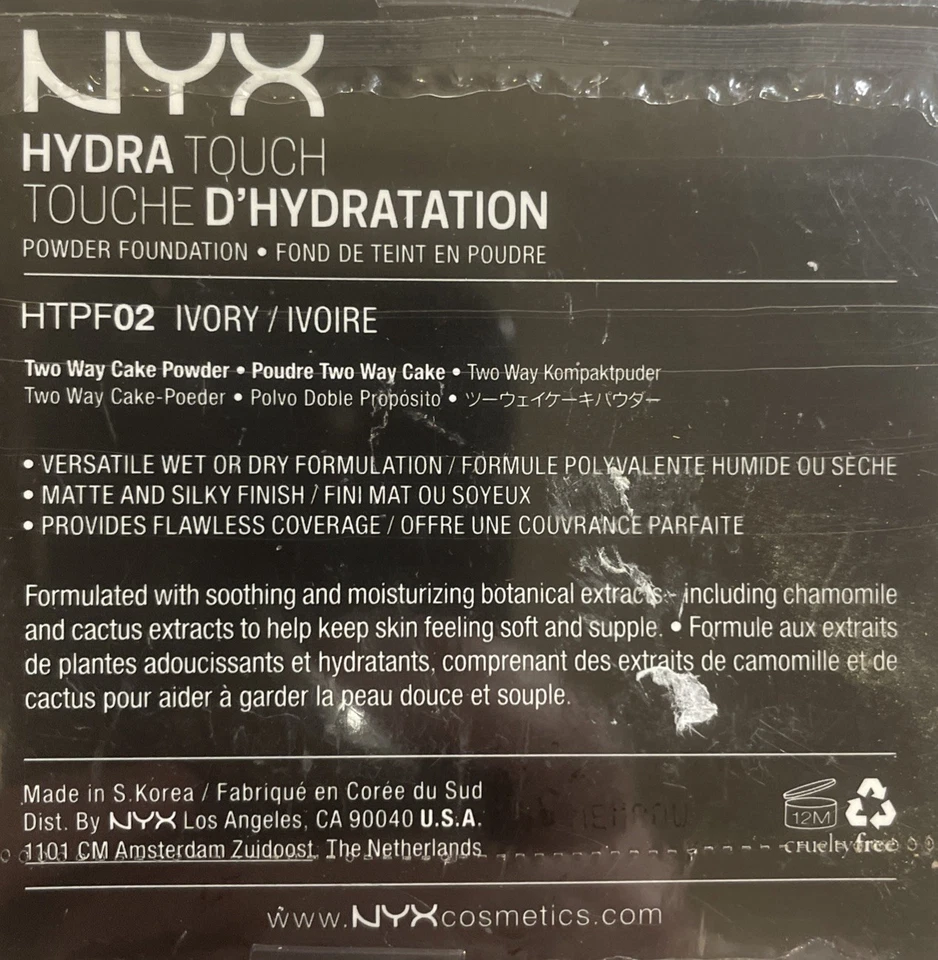 NYX
HYDRA TOUCH
TOUCHE D'HYDRATATION
POWDER FOUNDATION • FOND DE TEINT EN POUDRE
HTPF02 IVORY / IVOIRE
Two Way Cake Powder • Poudre Two Way Cake • Two Way Kompaktpuder
Two Way Cake-Poeder • Polvo Doble Propósito • ツーウェイケーキパウダー
• VERSATILE WET OR DRY FORMULATION / FORMULE POLYVALENTE HUMIDE OU SÈCHE
• MATTE AND SILKY FINISH / FINI MAT OU SOYEUX
• PROVIDES FLAWLESS COVERAGE / OFFRE UNE COUVRANCE PARFAITE
Formulated with soothing and moisturizing botanical extracts - including chamomile
and cactus extracts to help keep skin feeling soft and supple. • Formule aux extraits
de plantes adoucissants et hydratants, comprenant des extraits de camomille et de
cactus pour aider à garder la peau douce et souple.
Made in S.Korea / Fabriqué en Corée du Sud
Dist. By NYX Los Angeles, CA 90040 U.S.A.
1101 CM Amsterdam Zuidoost, The Netherlands
12M
cruelty free
www.NYXcosmetics.com